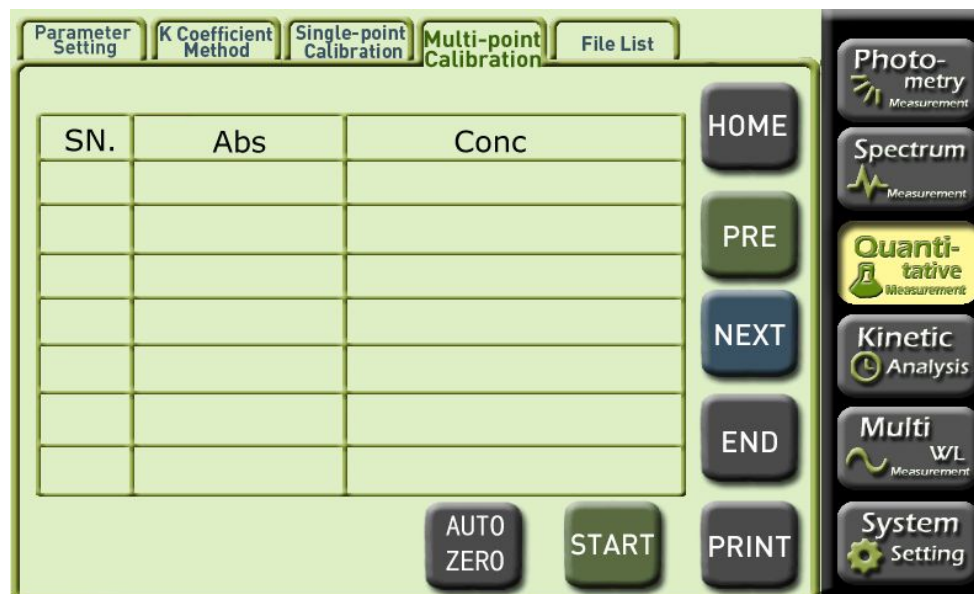 Parameter
Setting
K Coefficient
Method
Single-point
Calibration
Multi-point
Calibration
File List
SN. Abs Conc
HOME
PRE
NEXT
END
AUTO
ZERO
START
PRINT
Photo-
metry
Measurement
Spectrum
Measurement
Quanti-
tative
Measurement
Kinetic
Analysis
Multi
WL
Measurement
System
Setting